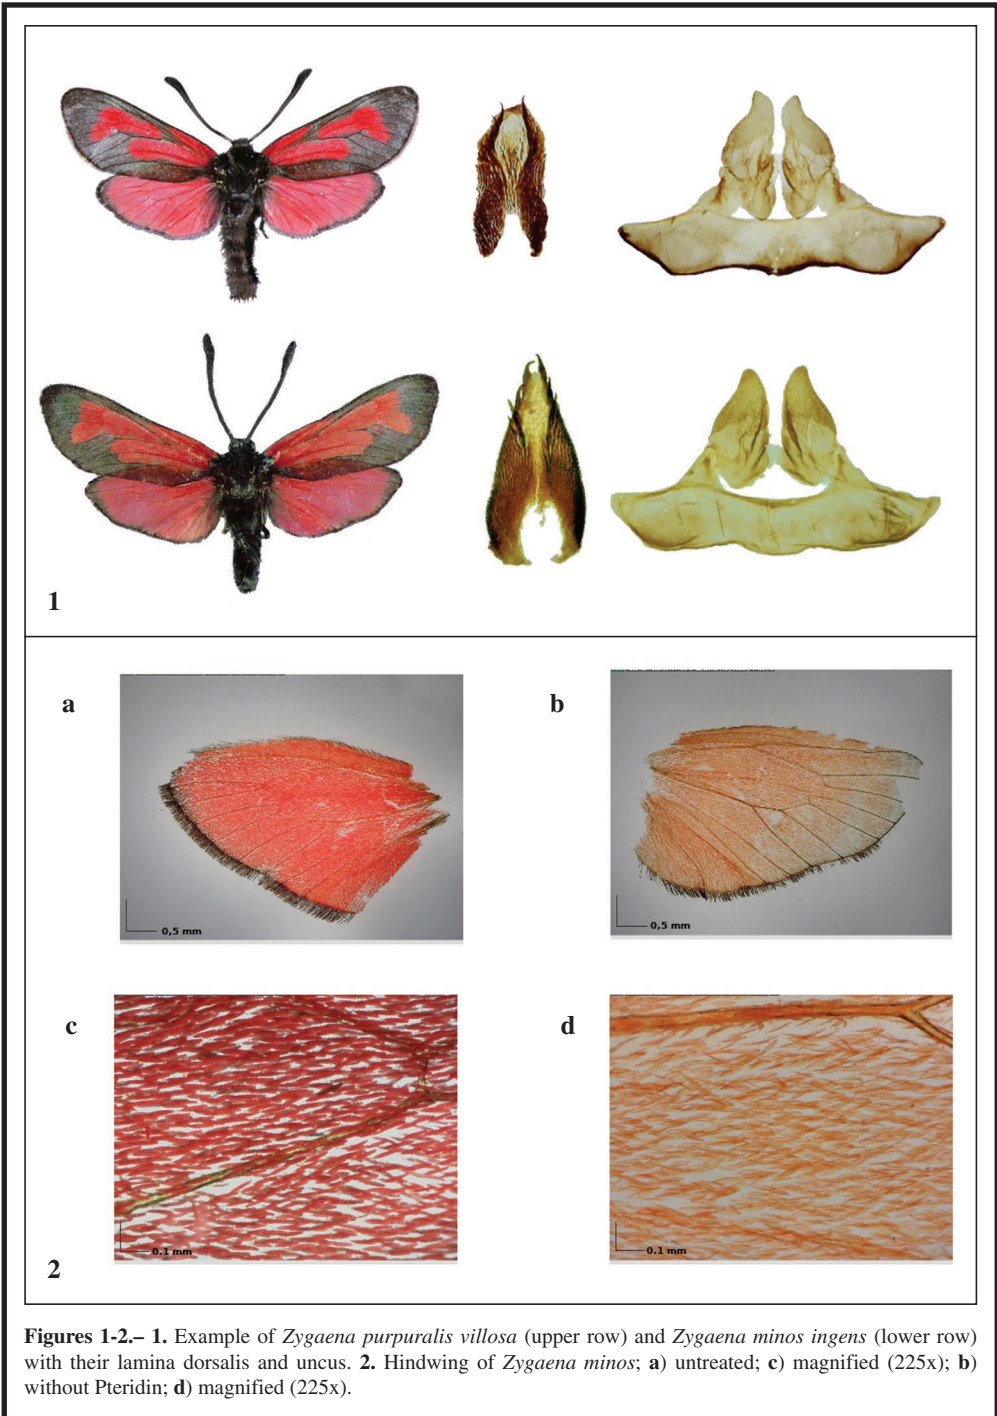 1
a
b
0,5 mm
0,5 mm
c
d
0.1 mm
0.1 mm
2
Figures 1-2.– 1. Example of Zygaena purpuralis villosa (upper row) and Zygaena minos ingens (lower row)
with their lamina dorsalis and uncus. 2. Hindwing of Zygaena minos; a) untreated; c) magnified (225x); b)
without Pteridin; d) magnified (225x).